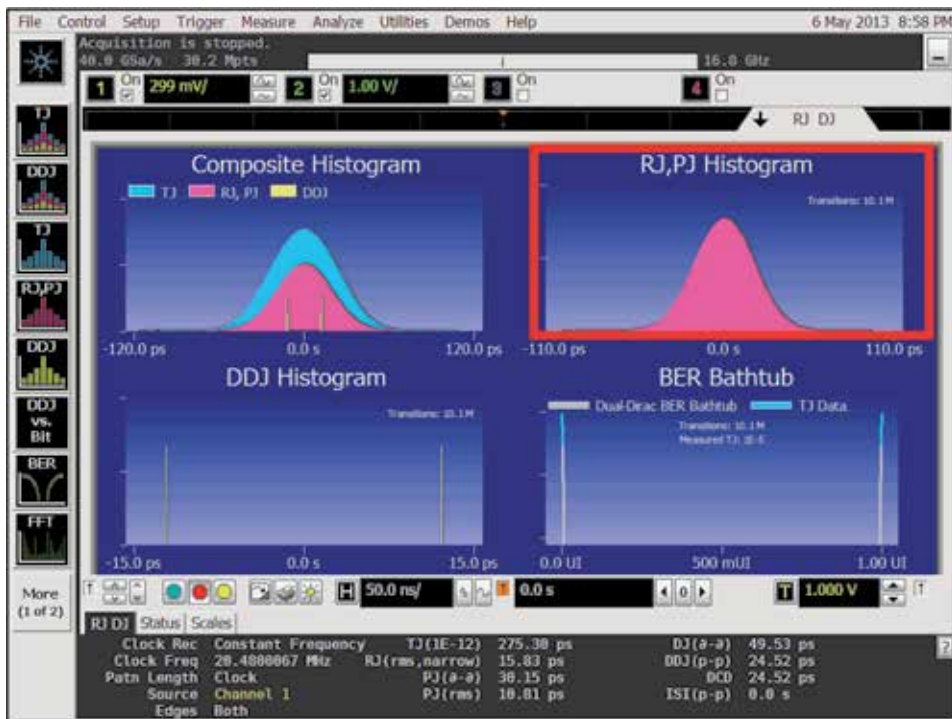 File Control Setup Trigger Measure Analyze Utilities Demos Help 6 May 2013 8:58 PM
Acquisition is stopped.
40.0 GSa/s 30.2 Mpts 16.0 GHz
1 On 299 mV/ 2 On 1.00 V/ 3 On 4 On
RJ DJ
TJ
DDJ
TJ
RJ,PJ
DDJ
DDJ
vs.
Bit
BER
FFT
More
(1 of 2)
Composite Histogram
TJ RJ, PJ DDJ
-120.0 ps 0.0 s 120.0 ps
RJ,PJ Histogram
Transitions: 10.1 M
-110.0 ps 0.0 s 110.0 ps
DDJ Histogram
Transitions: 10.1 M
-15.0 ps 0.0 s 15.0 ps
BER Bathtub
Dual-Dirac BER Bathtub TJ Data
Transitions: 10.1 M
Measured TJ: 1E-6
0.0 UI 500 mUI 1.00 UI
H 50.0 ns/ T 0.0 s 0 T 1.000 V
RJ DJ Status Scales
Clock Rec Constant Frequency TJ(1E-12) 275.30 ps DJ(∂-∂) 49.53 ps
Clock Freq 20.4800067 MHz RJ(rms,narrow) 15.83 ps DDJ(p-p) 24.52 ps
Patn Length Clock PJ(∂-∂) 30.15 ps DCD 24.52 ps
Source Channel 1 PJ(rms) 10.81 ps ISI(p-p) 0.0 s
Edges Both